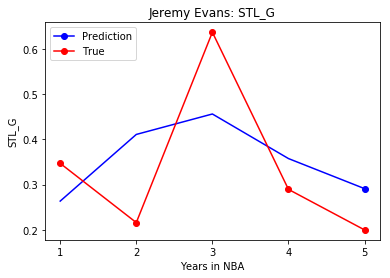 Jeremy Evans: STL_G
Prediction
True
STL_G
0.6
0.5
0.4
0.3
0.2
1 2 3 4 5
Years in NBA